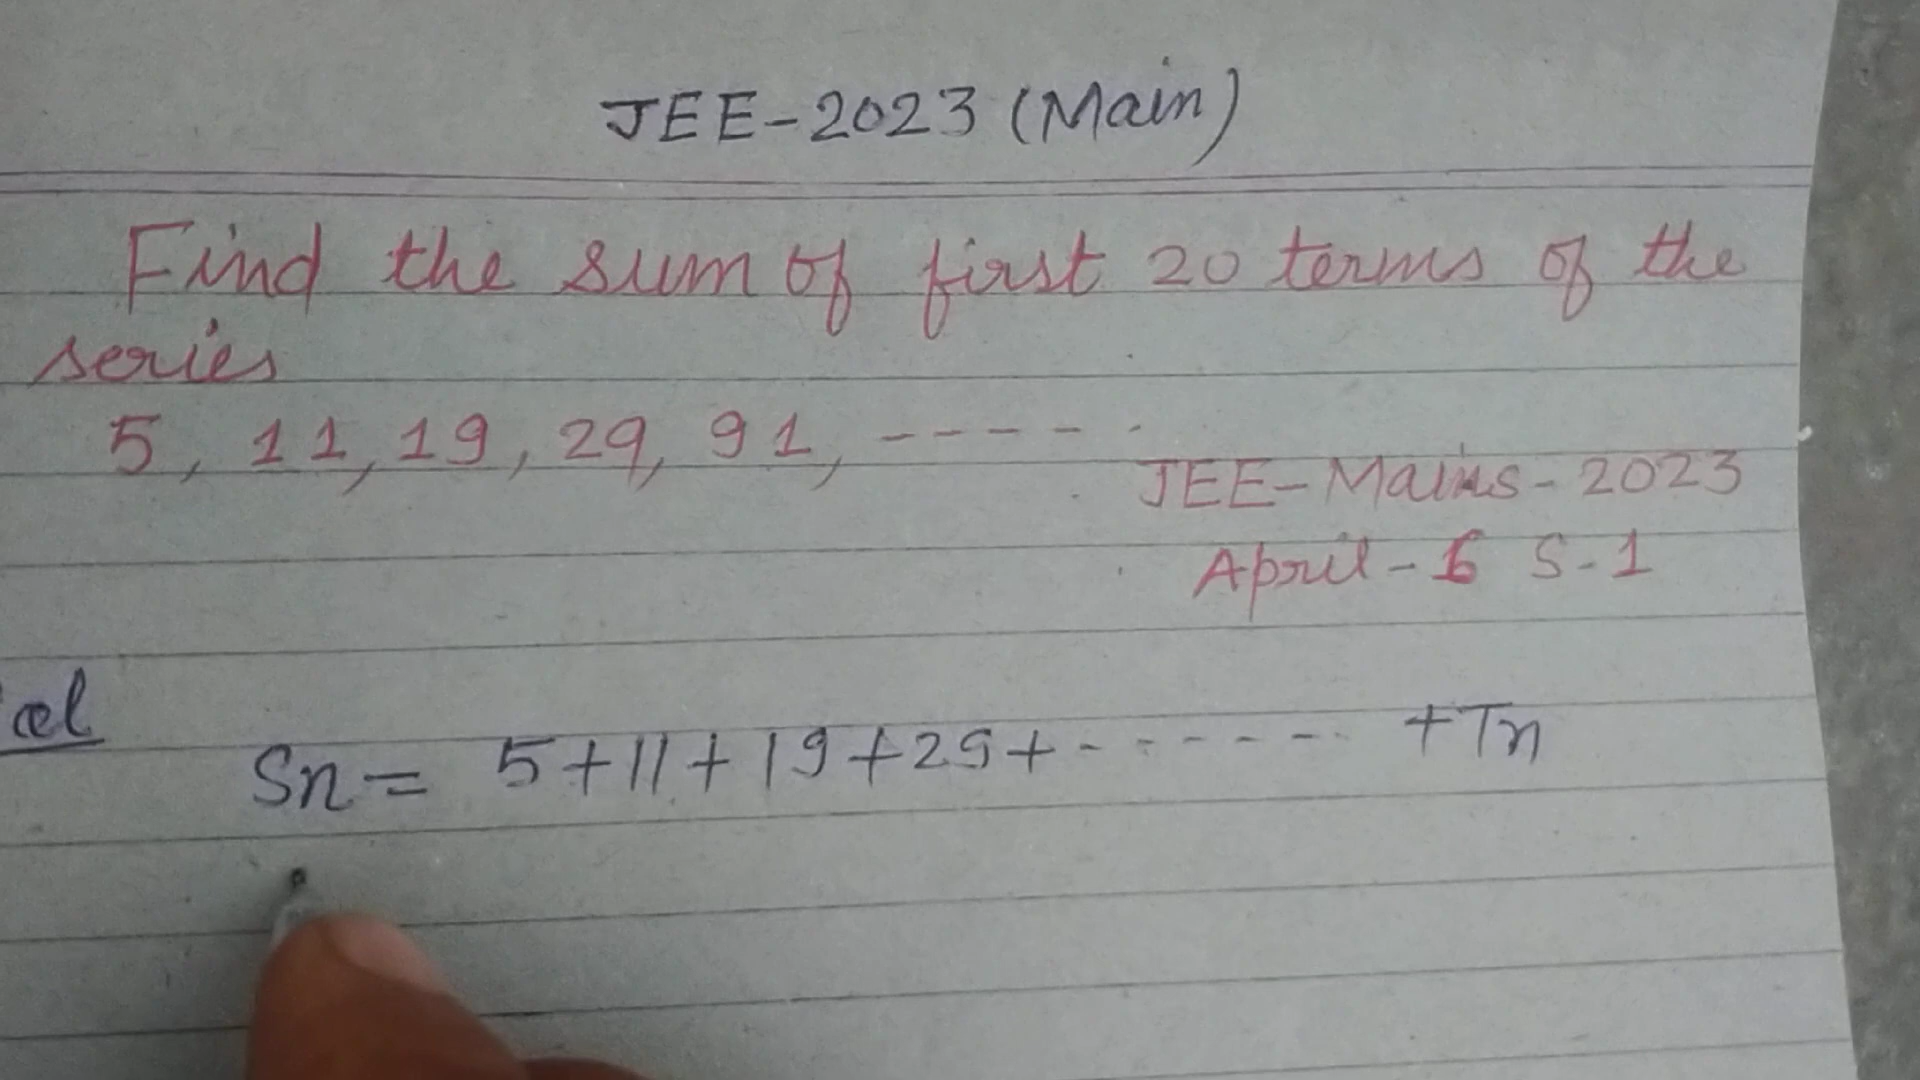 JEE-2023 (Main)
Find the sum of first 20 terms of the
series
5, 11, 19, 29, 91, ----.
JEE-Mains-2023
April-6 S-1
Sn = 5+11+19+29+------ +Tn